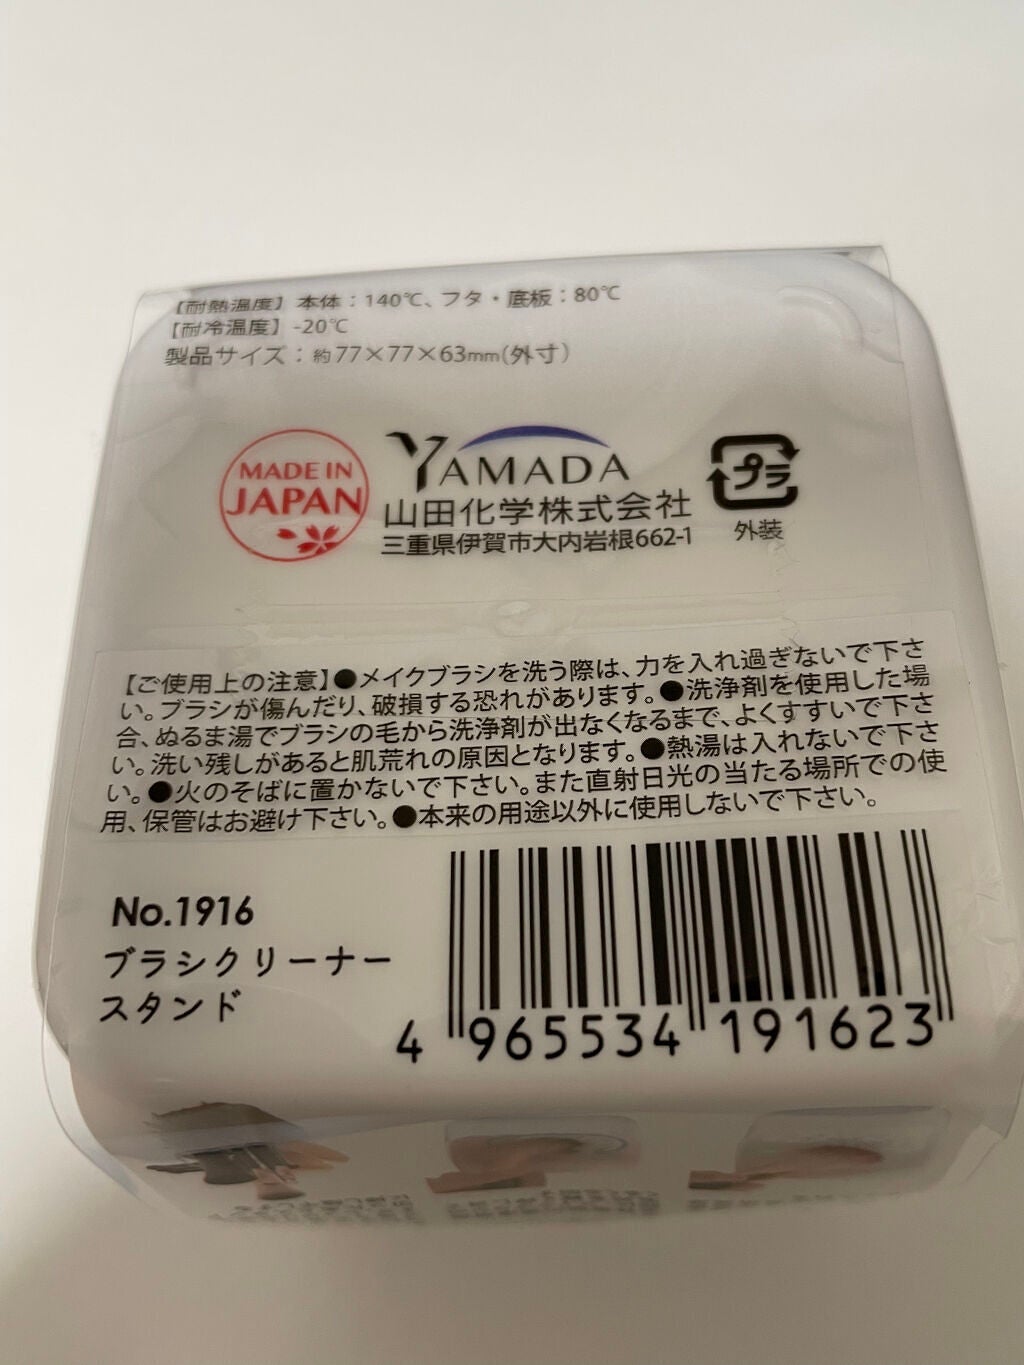 【耐熱温度】本体：140℃、フタ・底板：80℃
【耐冷温度】-20℃
製品サイズ：約77×77×63mm（外寸）
MADE IN
JAPAN
YAMADA
山田化学株式会社
三重県伊賀市大内岩根662-1
プラ
外装
【ご使用上の注意】●メイクブラシを洗う際は、力を入れ過ぎないで下さ
い。ブラシが傷んだり、破損する恐れがあります。●洗浄剤を使用した場
合、ぬるま湯でブラシの毛から洗浄剤が出なくなるまで、よくすすいで下さ
い。洗い残しがあると肌荒れの原因となります。●熱湯は入れないで下さ
い。●火のそばに置かないで下さい。また直射日光の当たる場所での使
用、保管はお避け下さい。●本来の用途以外に使用しないで下さい。
No.1916
ブラシクリーナー
スタンド
4 965534 191623